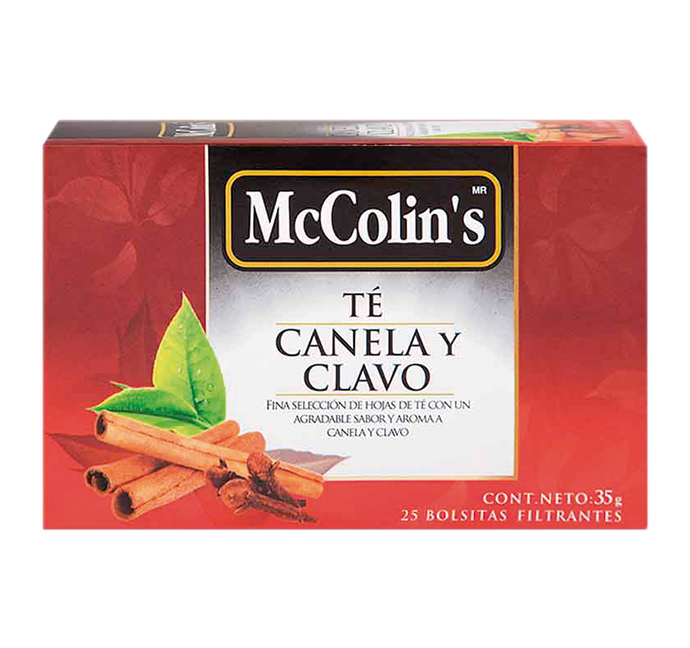 McColin's MR
TÉ
CANELA Y
CLAVO
FINA SELECCIÓN DE HOJAS DE TÉ CON UN
AGRADABLE SABOR Y AROMA A
CANELA Y CLAVO
CONT.NETO:35g
25 BOLSITAS FILTRANTES